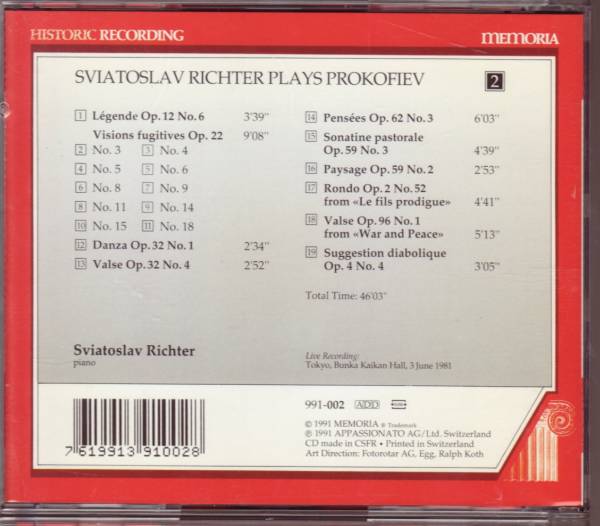 HISTORIC RECORDING
MEMORIA
SVIATOSLAV RICHTER PLAYS PROKOFIEV
2
1 Légende Op. 12 No. 6 3'39"
Visions fugitives Op. 22 9'08"
2 No. 3 3 No. 4
4 No. 5 5 No. 6
6 No. 8 7 No. 9
8 No. 11 9 No. 14
10 No. 15 11 No. 18
12 Danza Op. 32 No. 1 2'34"
13 Valse Op. 32 No. 4 2'52"
14 Pensées Op. 62 No. 3 6'03"
15 Sonatine pastorale
Op. 59 No. 3 4'39"
16 Paysage Op. 59 No. 2 2'53"
17 Rondo Op. 2 No. 52
from «Le fils prodigue» 4'41"
18 Valse Op. 96 No. 1
from «War and Peace» 5'13"
19 Suggestion diabolique
Op. 4 No. 4 3'05"
Total Time: 46'03"
Sviatoslav Richter
piano
Live Recording:
Tokyo, Bunka Kaikan Hall, 3 June 1981
991-002 ADD
© 1991 MEMORIA ® Trademark
℗ 1991 APPASSIONATO AG/Ltd. Switzerland
CD made in CSFR • Printed in Switzerland
Art Direction: Fotorotar AG, Egg, Ralph Koth
7 619913 910028